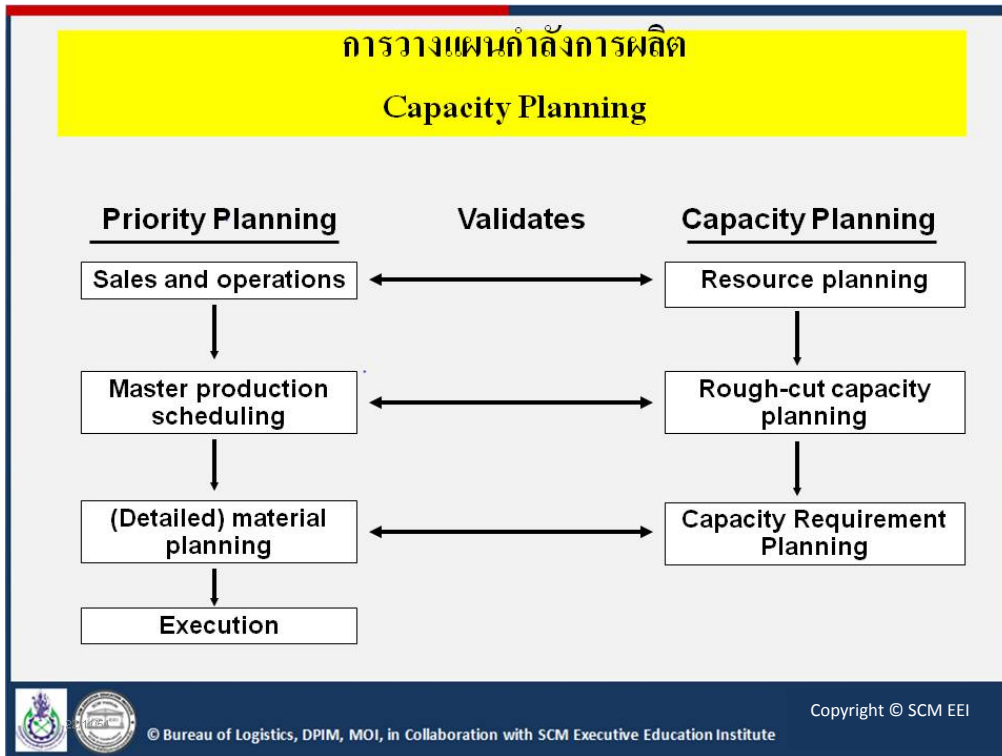 การวางแผนกำลังการผลิต
Capacity Planning
Priority Planning
Validates
Capacity Planning
Sales and operations
Resource planning
Master production
scheduling
Rough-cut capacity
planning
(Detailed) material
planning
Capacity Requirement
Planning
Execution
Copyright © SCM EEI
© Bureau of Logistics, DPIM, MOI, in Collaboration with SCM Executive Education Institute